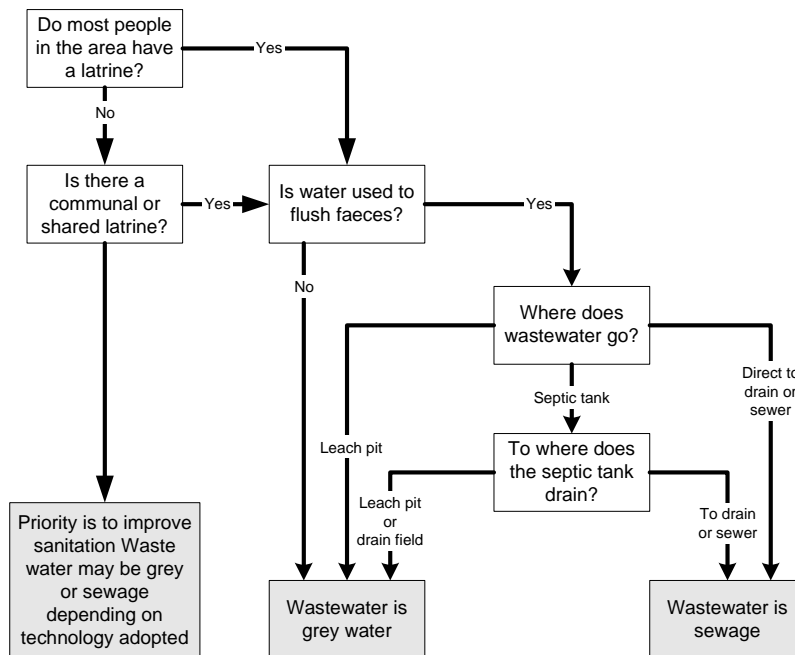 Do most people
in the area have
a latrine?
Yes
No
Is there a
communal or
shared latrine?
Yes
Is water used to
flush faeces?
Yes
No
Where does
wastewater go?
Direct to
drain or
sewer
Septic tank
Leach pit
To where does
the septic tank
drain?
Leach pit
or
drain field
To drain
or sewer
Priority is to improve
sanitation Waste
water may be grey
or sewage
depending on
technology adopted
Wastewater is
grey water
Wastewater is
sewage